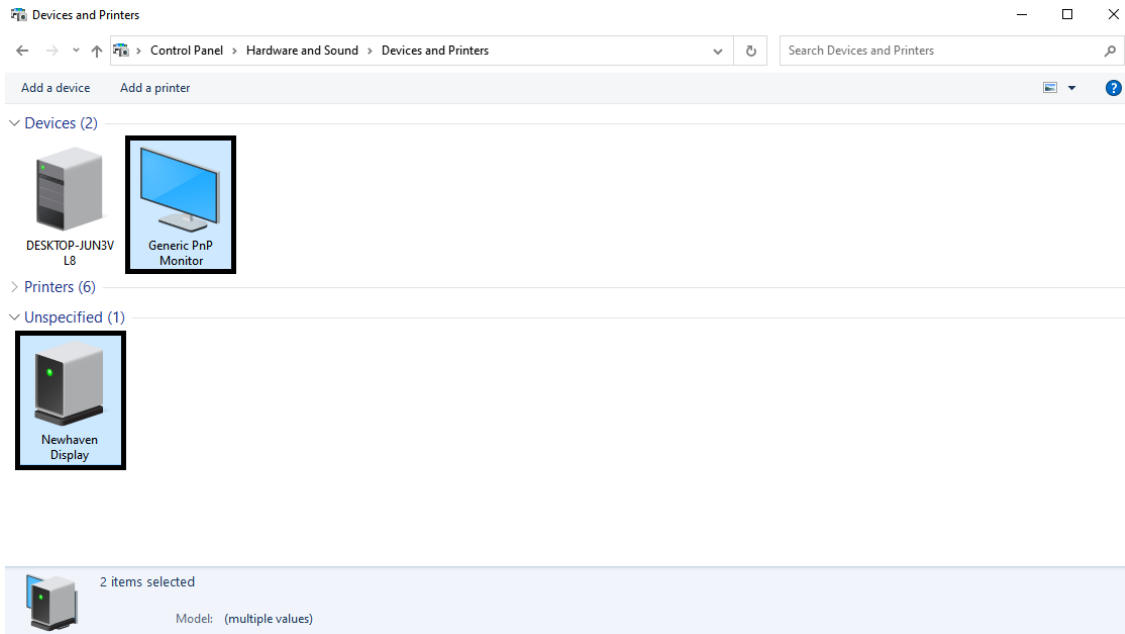 Devices and Printers
Control Panel > Hardware and Sound > Devices and Printers
Search Devices and Printers
Add a device Add a printer
?
Devices (2)
DESKTOP-JUN3V
L8
Generic PnP
Monitor
Printers (6)
Unspecified (1)
Newhaven
Display
2 items selected
Model: (multiple values)